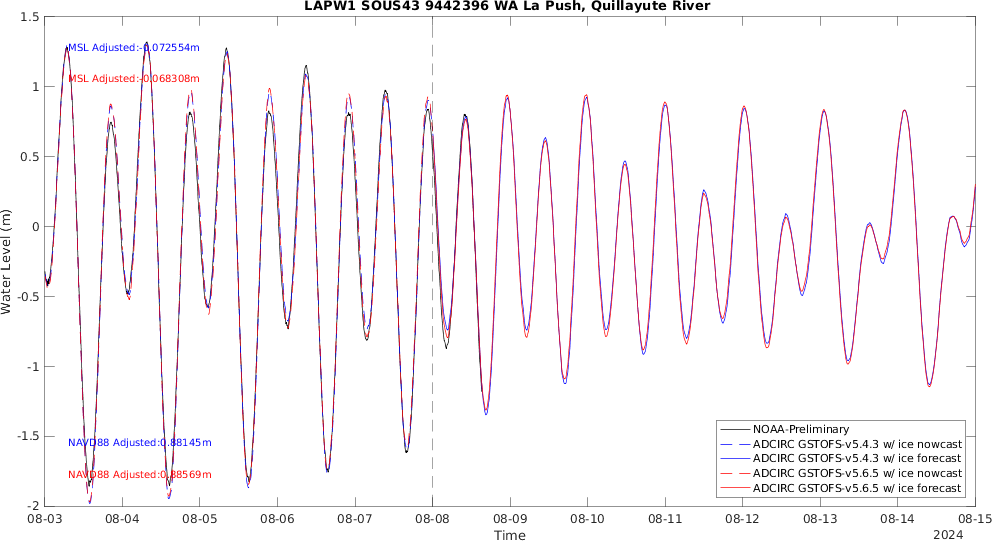 LAPW1 SOUS43 9442396 WA La Push, Quillayute River
1.5
1
0.5
0
-0.5
-1
-1.5
-2
Water Level (m)
MSL Adjusted:-0.072554m
MSL Adjusted:-0.068308m
NAVD88 Adjusted:0.88145m
NAVD88 Adjusted:0.88569m
NOAA-Preliminary
ADCIRC GSTOFS-v5.4.3 w/ ice nowcast
ADCIRC GSTOFS-v5.4.3 w/ ice forecast
ADCIRC GSTOFS-v5.6.5 w/ ice nowcast
ADCIRC GSTOFS-v5.6.5 w/ ice forecast
08-03 08-04 08-05 08-06 08-07 08-08 08-09 08-10 08-11 08-12 08-13 08-14 08-15
Time
2024